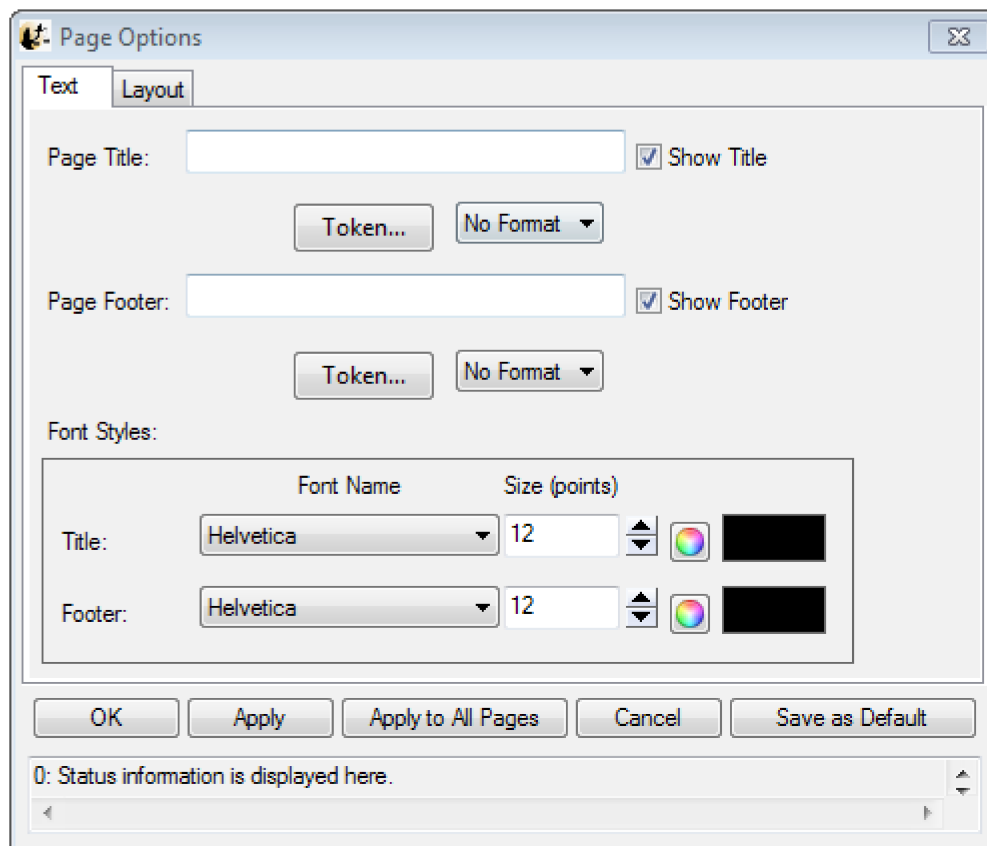 Page Options
Text Layout
Page Title: Show Title
Token... No Format
Page Footer: Show Footer
Token... No Format
Font Styles:
Font Name Size (points)
Title: Helvetica 12
Footer: Helvetica 12
OK Apply Apply to All Pages Cancel Save as Default
0: Status information is displayed here.